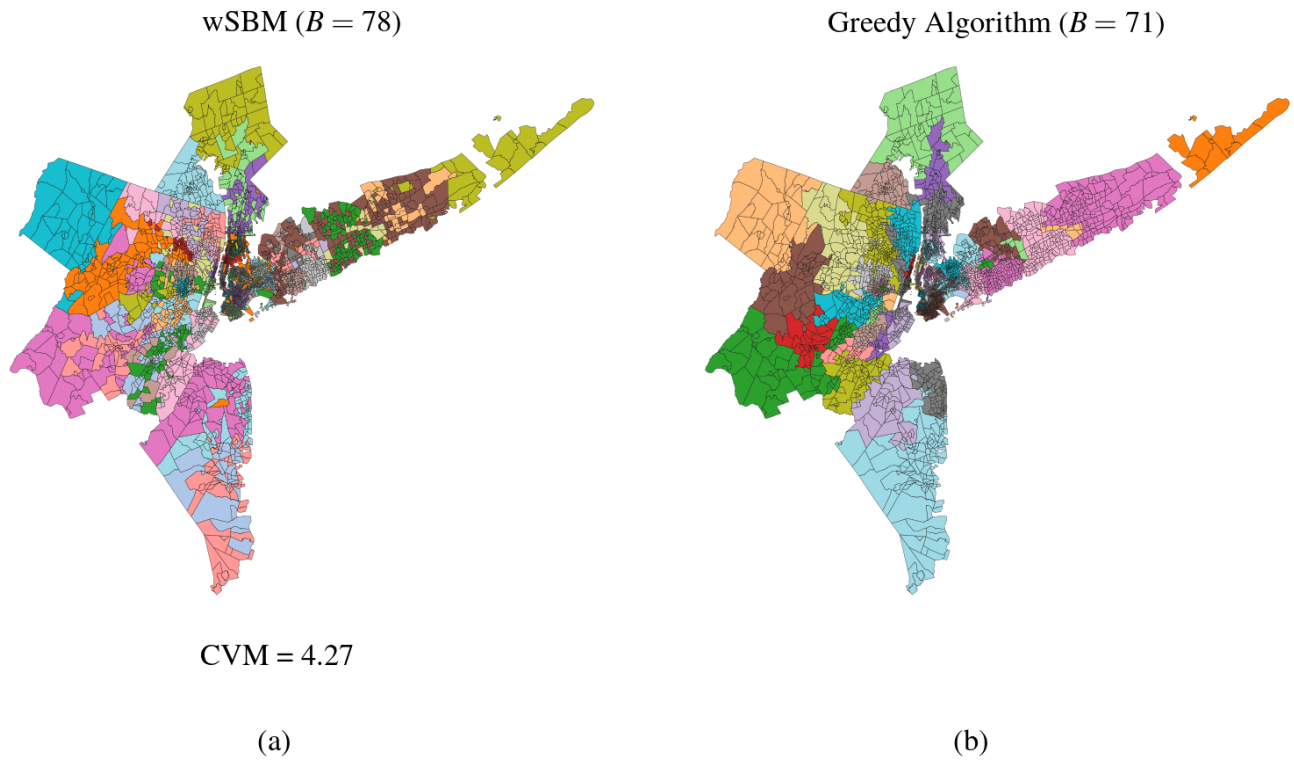 wSBM (B = 78)
Greedy Algorithm (B = 71)
CVM = 4.27
(a)
(b)